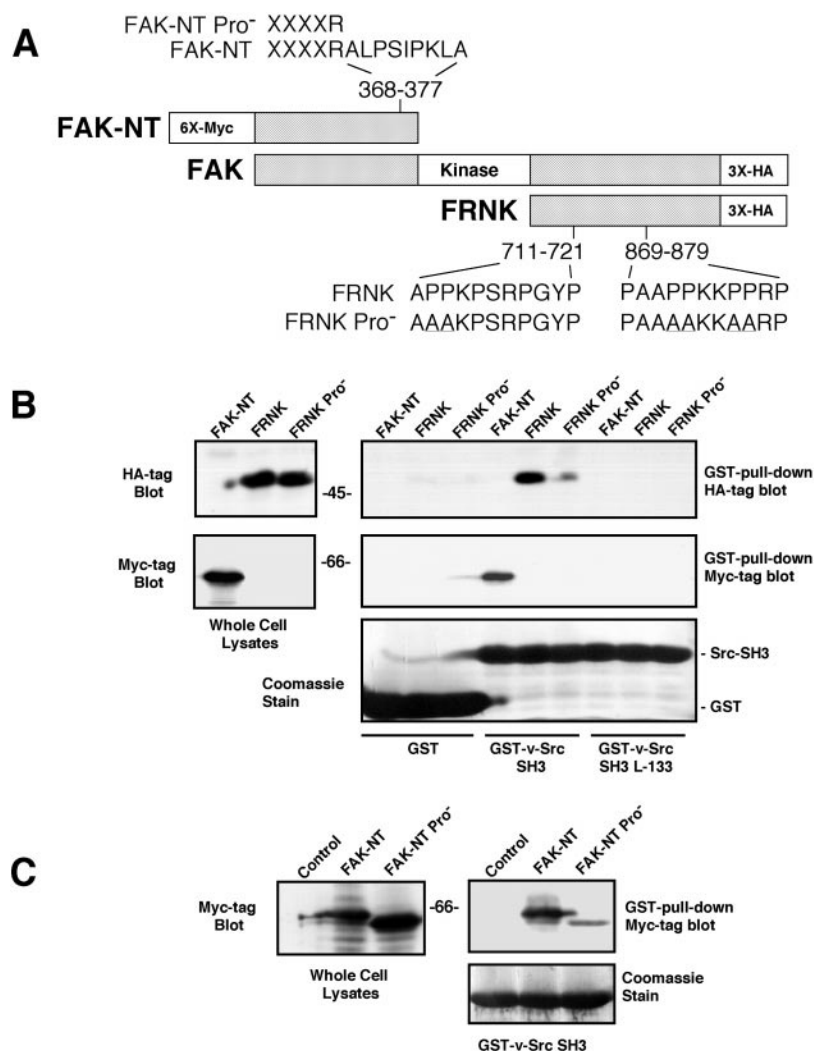 A
FAK-NT Pro⁻ XXXXR
FAK-NT XXXXRALPSIPKLA
368-377
FAK-NT 6X-Myc
FAK Kinase 3X-HA
FRNK 3X-HA
711-721 869-879
FRNK APPKPSRPGYP PAAPPKKPPRP
FRNK Pro⁻ AAAKPSRPGYP PAAAAKKAARP
B
FAK-NT FRNK FRNK Pro⁻ FAK-NT FRNK FRNK Pro⁻ FAK-NT FRNK FRNK Pro⁻ FAK-NT FRNK FRNK Pro⁻
HA-tag Blot
-45-
GST-pull-down HA-tag blot
Myc-tag Blot
-66-
GST-pull-down Myc-tag blot
Whole Cell Lysates
Coomassie Stain
- Src-SH3
- GST
GST
GST-v-Src SH3
GST-v-Src SH3 L-133
C
Control FAK-NT FAK-NT Pro⁻ Control FAK-NT FAK-NT Pro⁻
Myc-tag Blot
-66-
GST-pull-down Myc-tag blot
Whole Cell Lysates
Coomassie Stain
GST-v-Src SH3